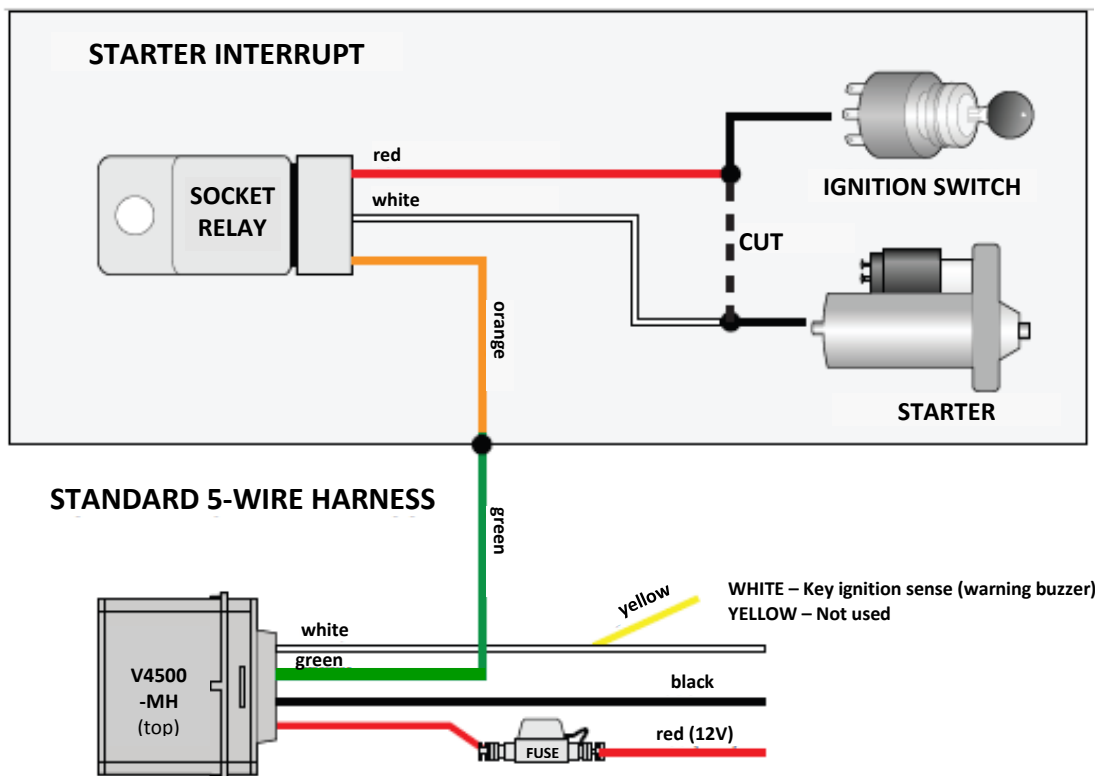 STARTER INTERRUPT
red
SOCKET
RELAY
white
IGNITION SWITCH
CUT
orange
STARTER
STANDARD 5-WIRE HARNESS
green
yellow
WHITE – Key ignition sense (warning buzzer)
YELLOW – Not used
white
green
V4500
-MH
(top)
black
red (12V)
FUSE